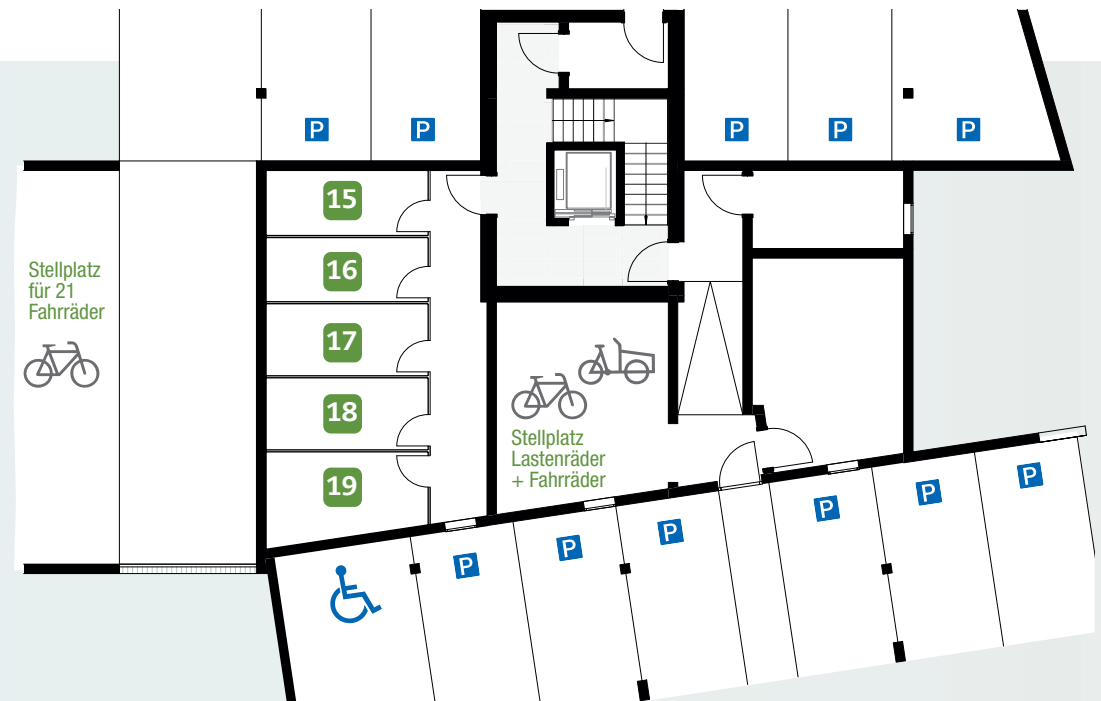 P
P
P
P
P
15
16
17
18
19
Stellplatz
für 21
Fahrräder
Stellplatz
Lastenräder
+ Fahrräder
P
P
P
P
P
P